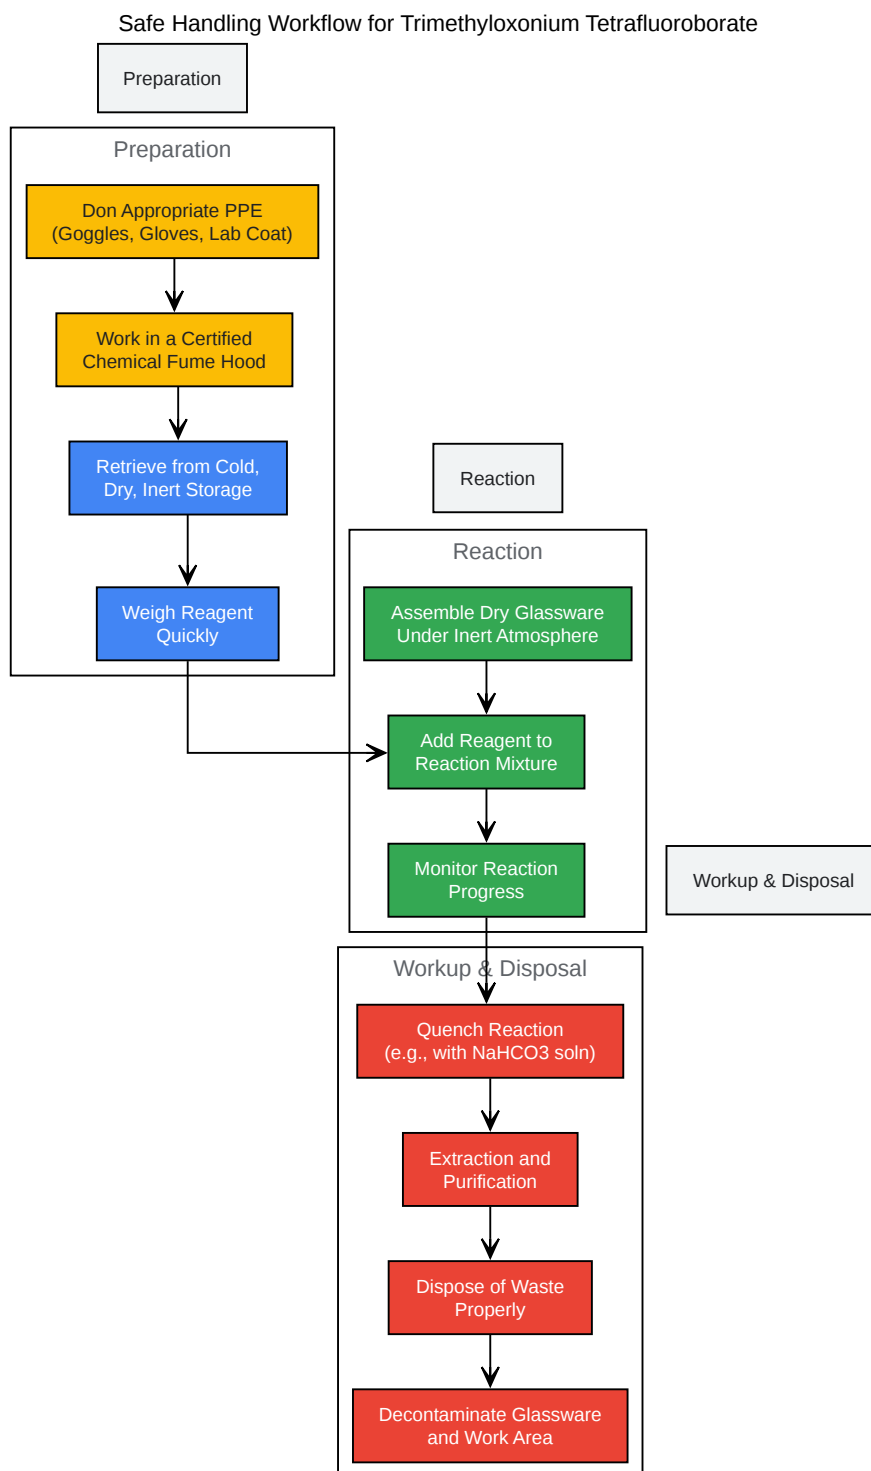 Safe Handling Workflow for Trimethyloxonium Tetrafluoroborate
Preparation
Preparation
Don Appropriate PPE
(Goggles, Gloves, Lab Coat)
Work in a Certified
Chemical Fume Hood
Retrieve from Cold,
Dry, Inert Storage
Weigh Reagent
Quickly
Reaction
Reaction
Assemble Dry Glassware
Under Inert Atmosphere
Add Reagent to
Reaction Mixture
Monitor Reaction
Progress
Workup & Disposal
Workup & Disposal
Quench Reaction
(e.g., with NaHCO3 soln)
Extraction and
Purification
Dispose of Waste
Properly
Decontaminate Glassware
and Work Area